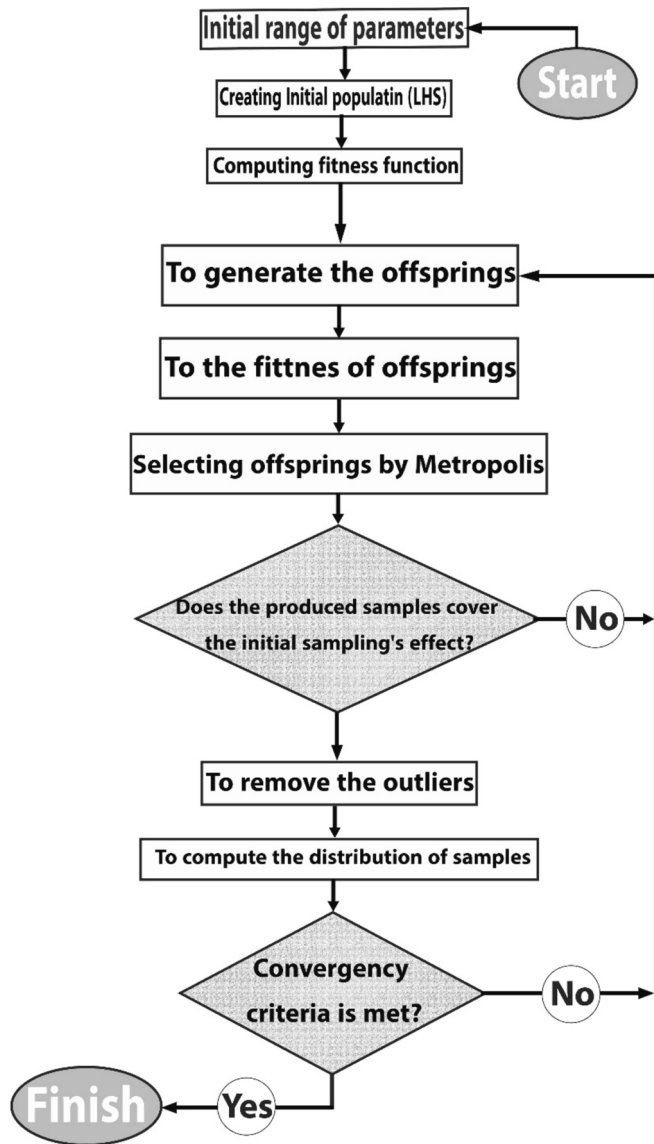 Initial range of parameters
Start
Creating Initial populatin (LHS)
Computing fitness function
To generate the offsprings
To the fittnes of offsprings
Selecting offsprings by Metropolis
Does the produced samples cover
the initial sampling's effect?
No
To remove the outliers
To compute the distribution of samples
Convergency
criteria is met?
No
Yes
Finish